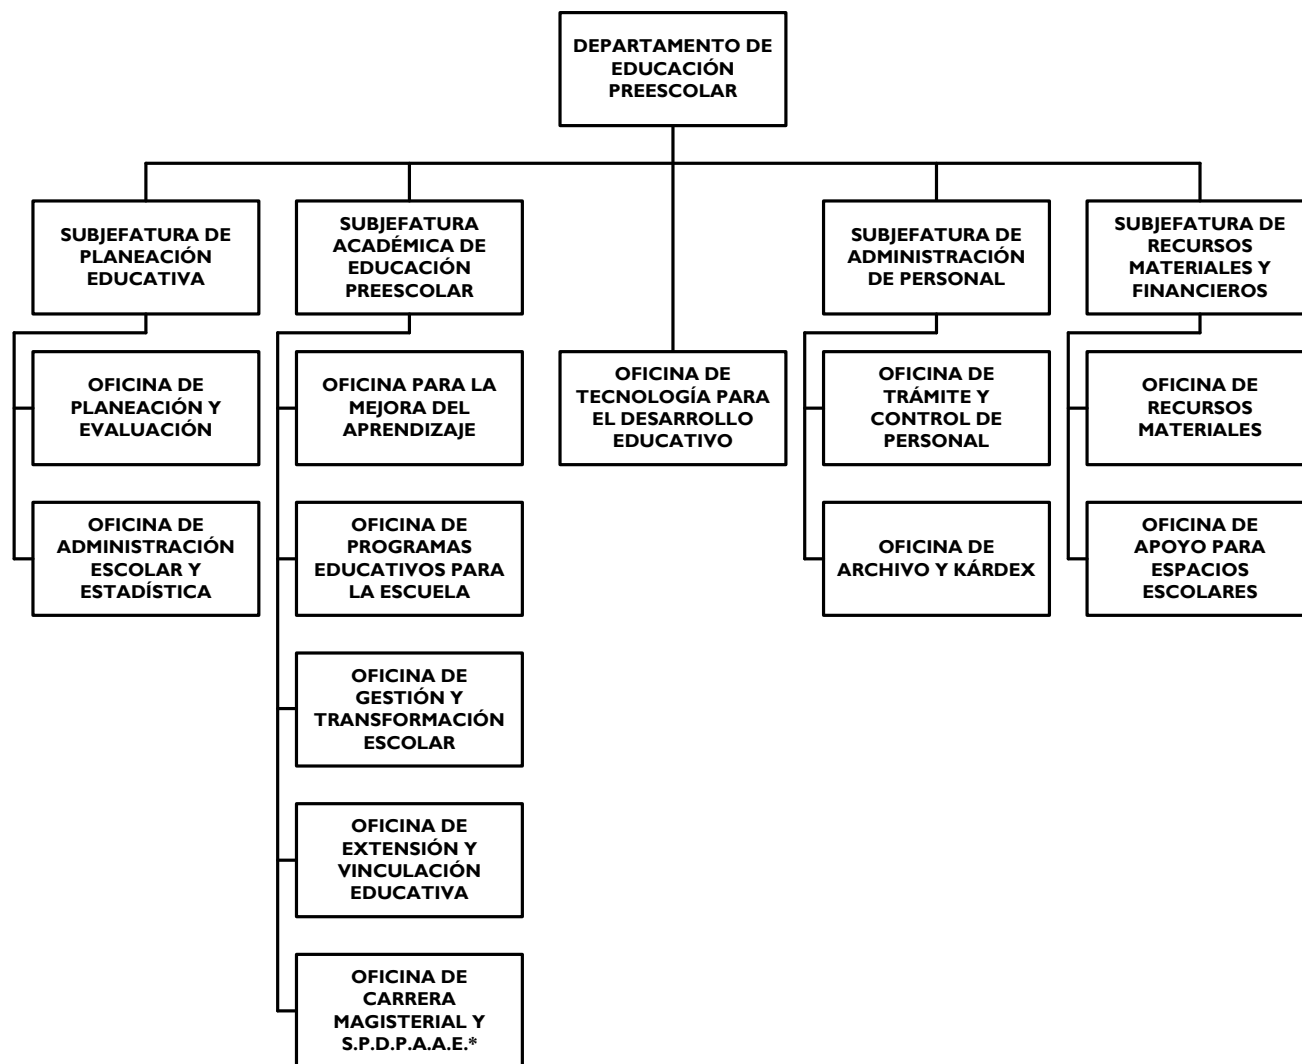 DEPARTAMENTO DE
EDUCACIÓN
PREESCOLAR
SUBJEFATURA DE
PLANEACIÓN
EDUCATIVA
SUBJEFATURA
ACADÉMICA DE
EDUCACIÓN
PREESCOLAR
SUBJEFATURA DE
ADMINISTRACIÓN
DE PERSONAL
SUBJEFATURA DE
RECURSOS
MATERIALES Y
FINANCIEROS
OFICINA DE
PLANEACIÓN Y
EVALUACIÓN
OFICINA PARA LA
MEJORA DEL
APRENDIZAJE
OFICINA DE
TECNOLOGÍA PARA
EL DESARROLLO
EDUCATIVO
OFICINA DE
TRÁMITE Y
CONTROL DE
PERSONAL
OFICINA DE
RECURSOS
MATERIALES
OFICINA DE
ADMINISTRACIÓN
ESCOLAR Y
ESTADÍSTICA
OFICINA DE
PROGRAMAS
EDUCATIVOS PARA
LA ESCUELA
OFICINA DE
ARCHIVO Y KÁRDEX
OFICINA DE
APOYO PARA
ESPACIOS
ESCOLARES
OFICINA DE
GESTIÓN Y
TRANSFORMACIÓN
ESCOLAR
OFICINA DE
EXTENSIÓN Y
VINCULACIÓN
EDUCATIVA
OFICINA DE
CARRERA
MAGISTERIAL Y
S.P.D.P.A.A.E.*